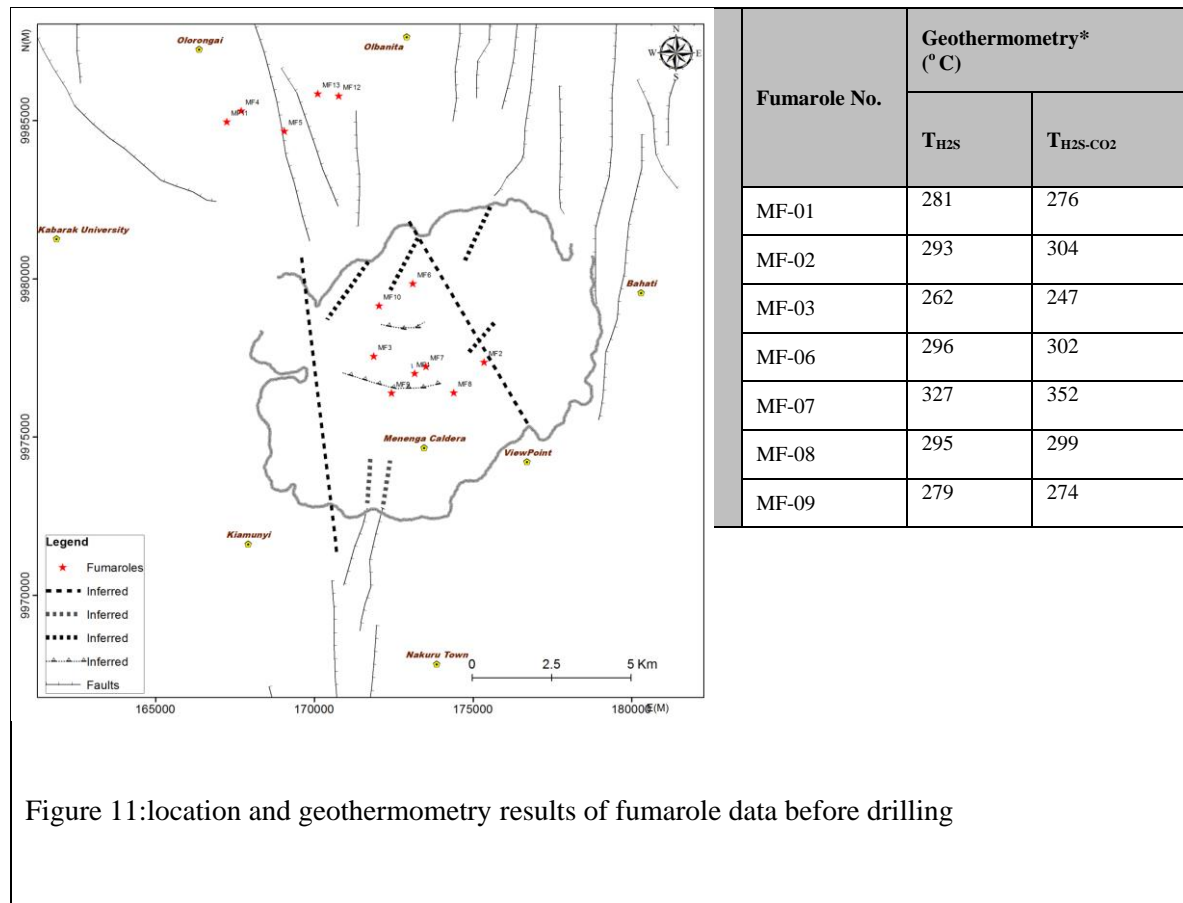 N(M)
Olorongai
Olbanita
N
W E
S
MF13 MF12
MF4
MF5
9985000
Kabarak University
9980000
MF6
Bahati
MF10
MF3
MF7
MF2
MF9
MF8
9975000
Menenga Caldera
ViewPoint
Kiamunyi
Legend
Fumaroles
Inferred
Inferred
Inferred
Inferred
Faults
9970000
Nakuru Town
0 2.5 5 Km
165000 170000 175000 180000 E(M)
Fumarole No.
Geothermometry*
(° C)
TH2S TH2S-CO2
MF-01 281 276
MF-02 293 304
MF-03 262 247
MF-06 296 302
MF-07 327 352
MF-08 295 299
MF-09 279 274
Figure 11:location and geothermometry results of fumarole data before drilling